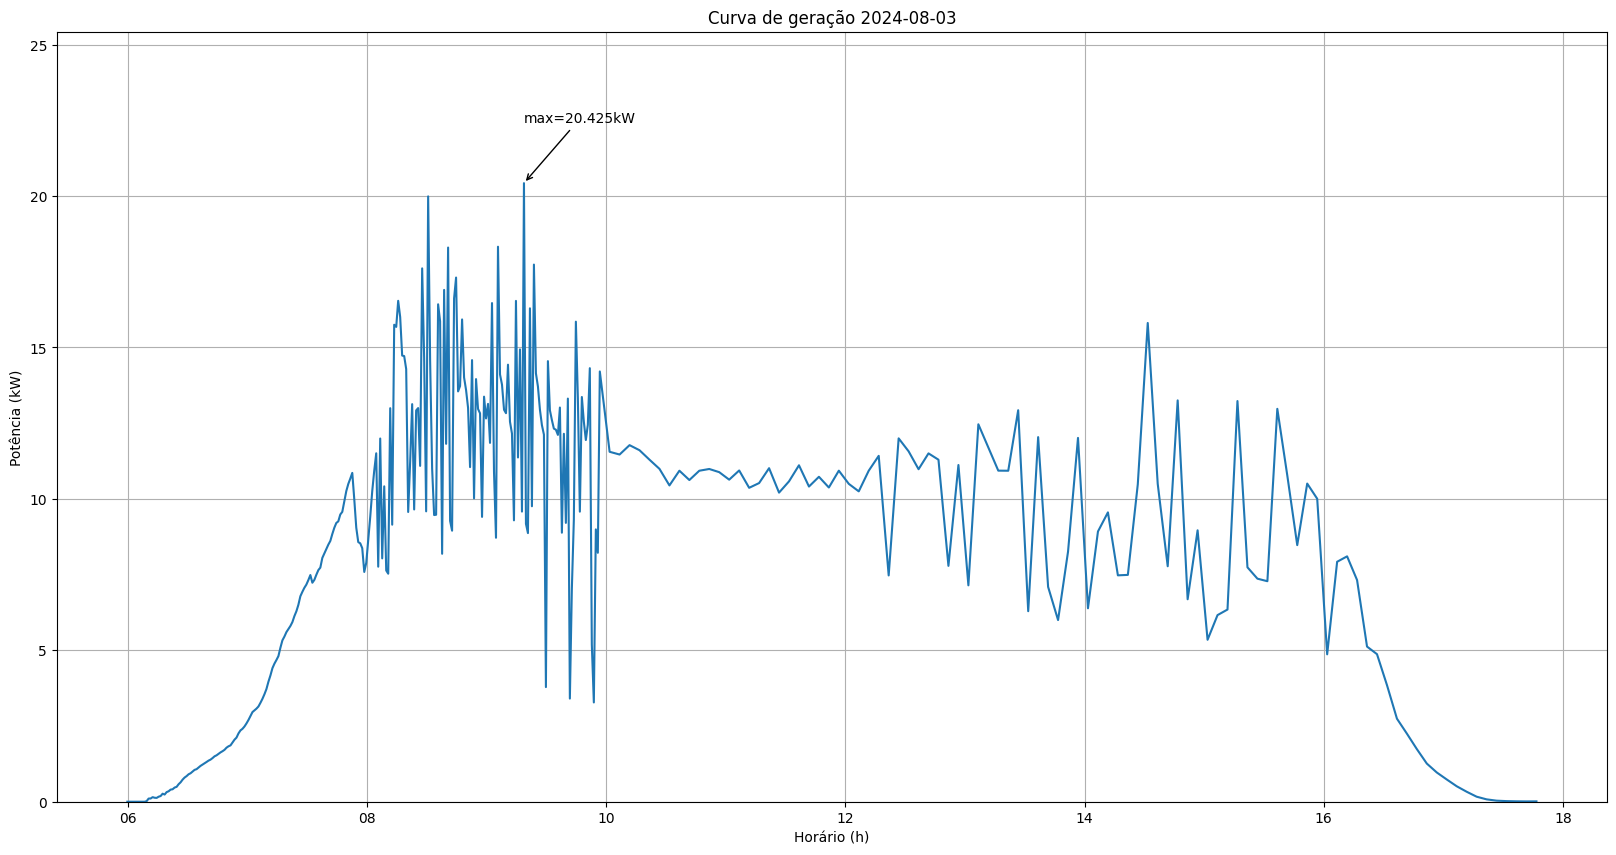 Curva de geração 2024-08-03
25
max=20.425kW
20
15
10
5
0
Potência (kW)
06 08 10 12 14 16 18
Horário (h)